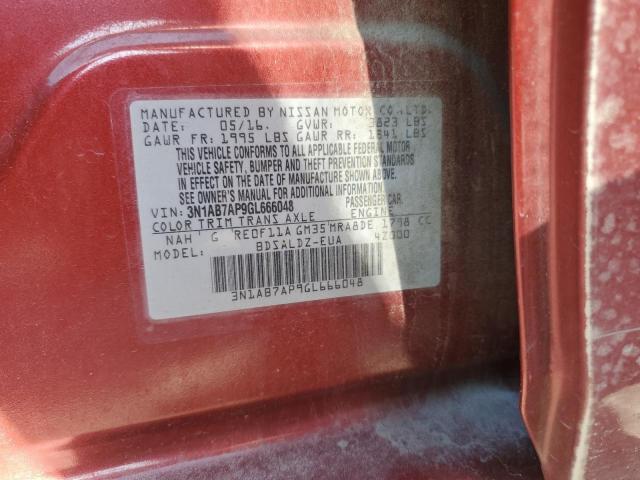 MANUFACTURED BY NISSAN MOTOR CO.,LTD.
DATE: 05/16. GVWR: 3823 LBS
GAWR FR: 1995 LBS GAWR RR: 1841 LBS
THIS VEHICLE CONFORMS TO ALL APPLICABLE FEDERAL MOTOR
VEHICLE SAFETY, BUMPER AND THEFT PREVENTION STANDARDS
IN EFFECT ON THE DATE OF MANUFACTURE SHOWN ABOVE.
SEE OWNER'S MANUAL FOR ADDITIONAL INFORMATION.
VIN: 3N1AB7AP9GL666048 PASSENGER CAR
COLOR TRIM TRANS AXLE ENGINE
NAH G RE0F11A GM35 MRA8DE 1798 CC
MODEL: BDSALDZ-EUA 42000
3N1AB7AP9GL666048